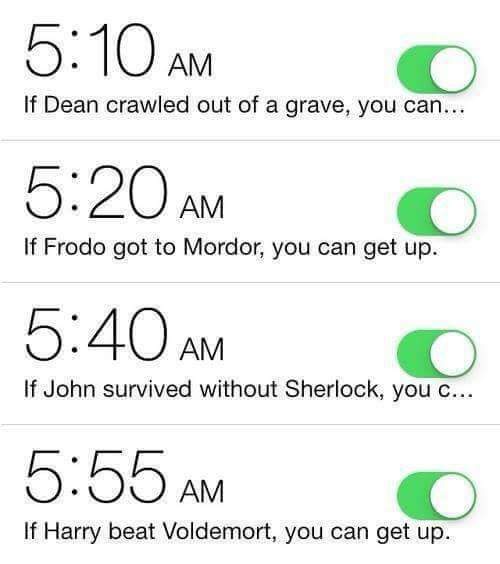 5:10 AM
If Dean crawled out of a grave, you can...
5:20 AM
If Frodo got to Mordor, you can get up.
5:40 AM
If John survived without Sherlock, you c...
5:55 AM
If Harry beat Voldemort, you can get up.